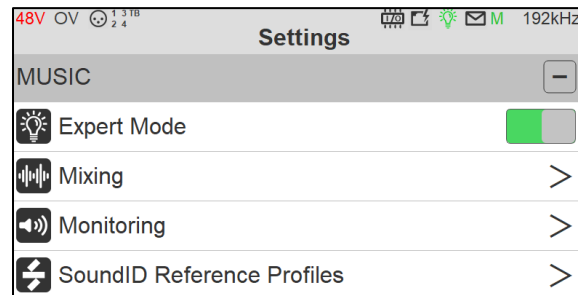 48V OV 1 3 TB M 192kHz
2 4
Settings
MUSIC
Expert Mode
Mixing
Monitoring
SoundID Reference Profiles